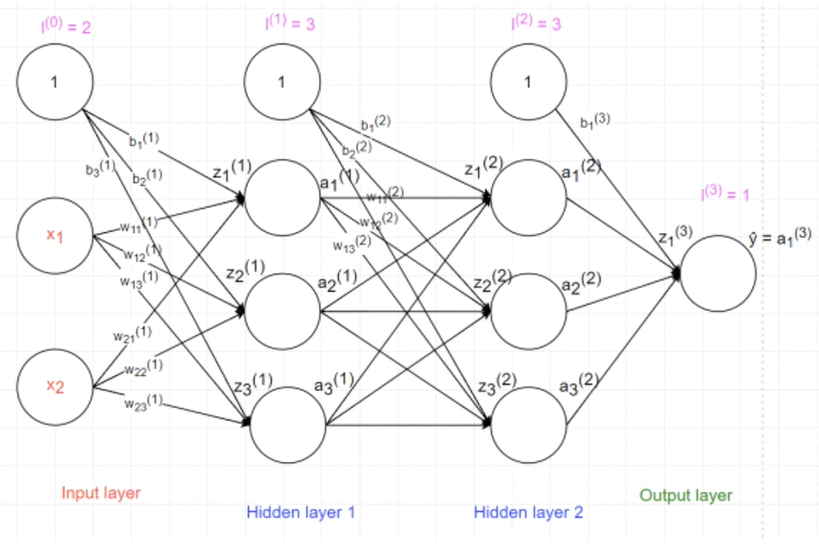 l⁽⁰⁾ = 2
l⁽¹⁾ = 3
l⁽²⁾ = 3
1
1
1
b₁⁽¹⁾
b₃⁽¹⁾
b₂⁽¹⁾
b₁⁽²⁾
b₂⁽²⁾
b₁⁽³⁾
z₁⁽¹⁾
a₁⁽¹⁾
z₁⁽²⁾
a₁⁽²⁾
l⁽³⁾ = 1
w₁₁⁽²⁾
w₁₂⁽²⁾
w₁₃⁽²⁾
x₁
w₁₁⁽¹⁾
w₁₂⁽¹⁾
w₁₃⁽¹⁾
z₁⁽³⁾
ŷ = a₁⁽³⁾
z₂⁽¹⁾
a₂⁽¹⁾
z₂⁽²⁾
a₂⁽²⁾
w₂₁⁽¹⁾
w₂₂⁽¹⁾
w₂₃⁽¹⁾
x₂
z₃⁽¹⁾
a₃⁽¹⁾
z₃⁽²⁾
a₃⁽²⁾
Input layer
Hidden layer 1
Hidden layer 2
Output layer